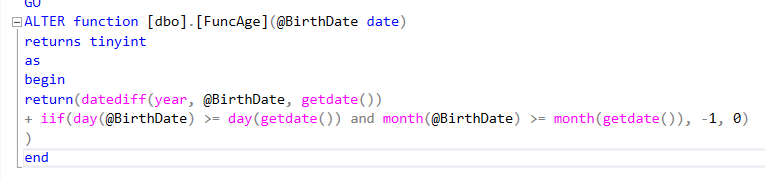 GO
ALTER function [dbo].[FuncAge](@BirthDate date)
returns tinyint
as
begin
return(datediff(year, @BirthDate, getdate())
+ iif(day(@BirthDate) >= day(getdate()) and month(@BirthDate) >= month(getdate()), -1, 0)
)
end